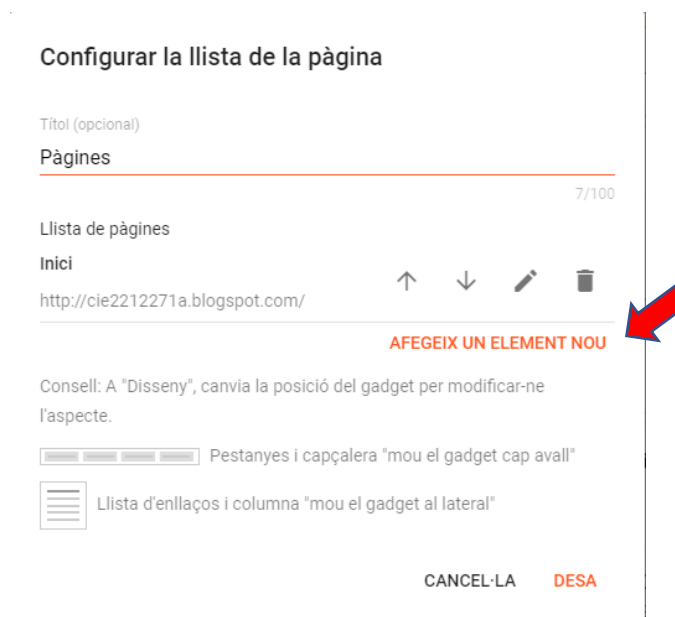 Configurar la llista de la pàgina
Títol (opcional)
Pàgines
7/100
Llista de pàgines
Inici
http://cie2212271a.blogspot.com/
AFEGEIX UN ELEMENT NOU
Consell: A "Disseny", canvia la posició del gadget per modificar-ne
l'aspecte.
Pestanyes i capçalera "mou el gadget cap avall"
Llista d'enllaços i columna "mou el gadget al lateral"
CANCEL·LA DESA